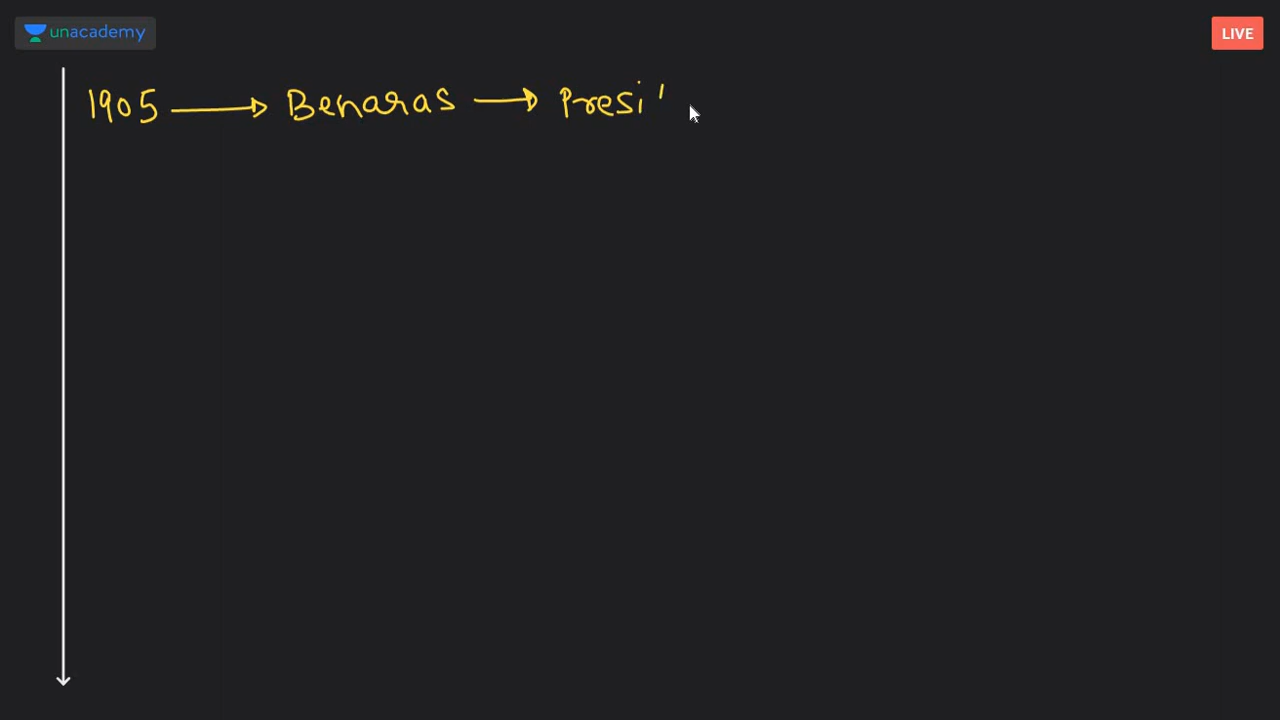 unacademy
LIVE
1905 → Benaras → Presi'